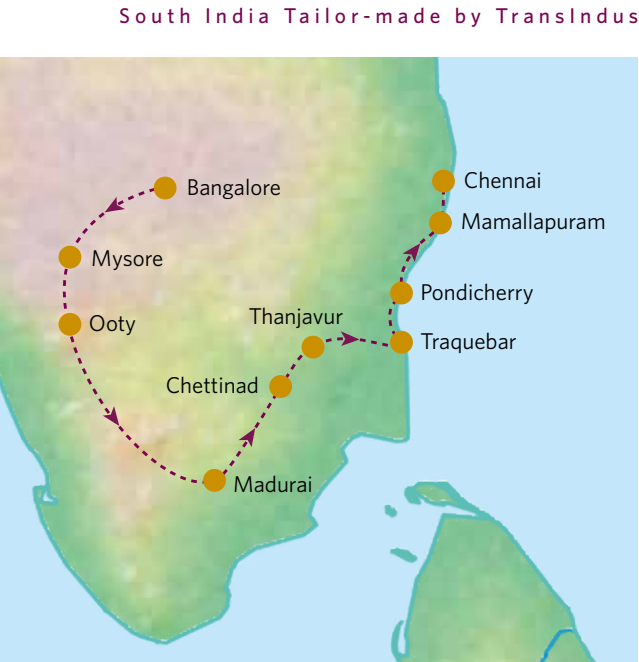 South India Tailor-made by TransIndus
Chennai
Bangalore
Mamallapuram
Mysore
Pondicherry
Thanjavur
Ooty
Traquebar
Chettinad
Madurai